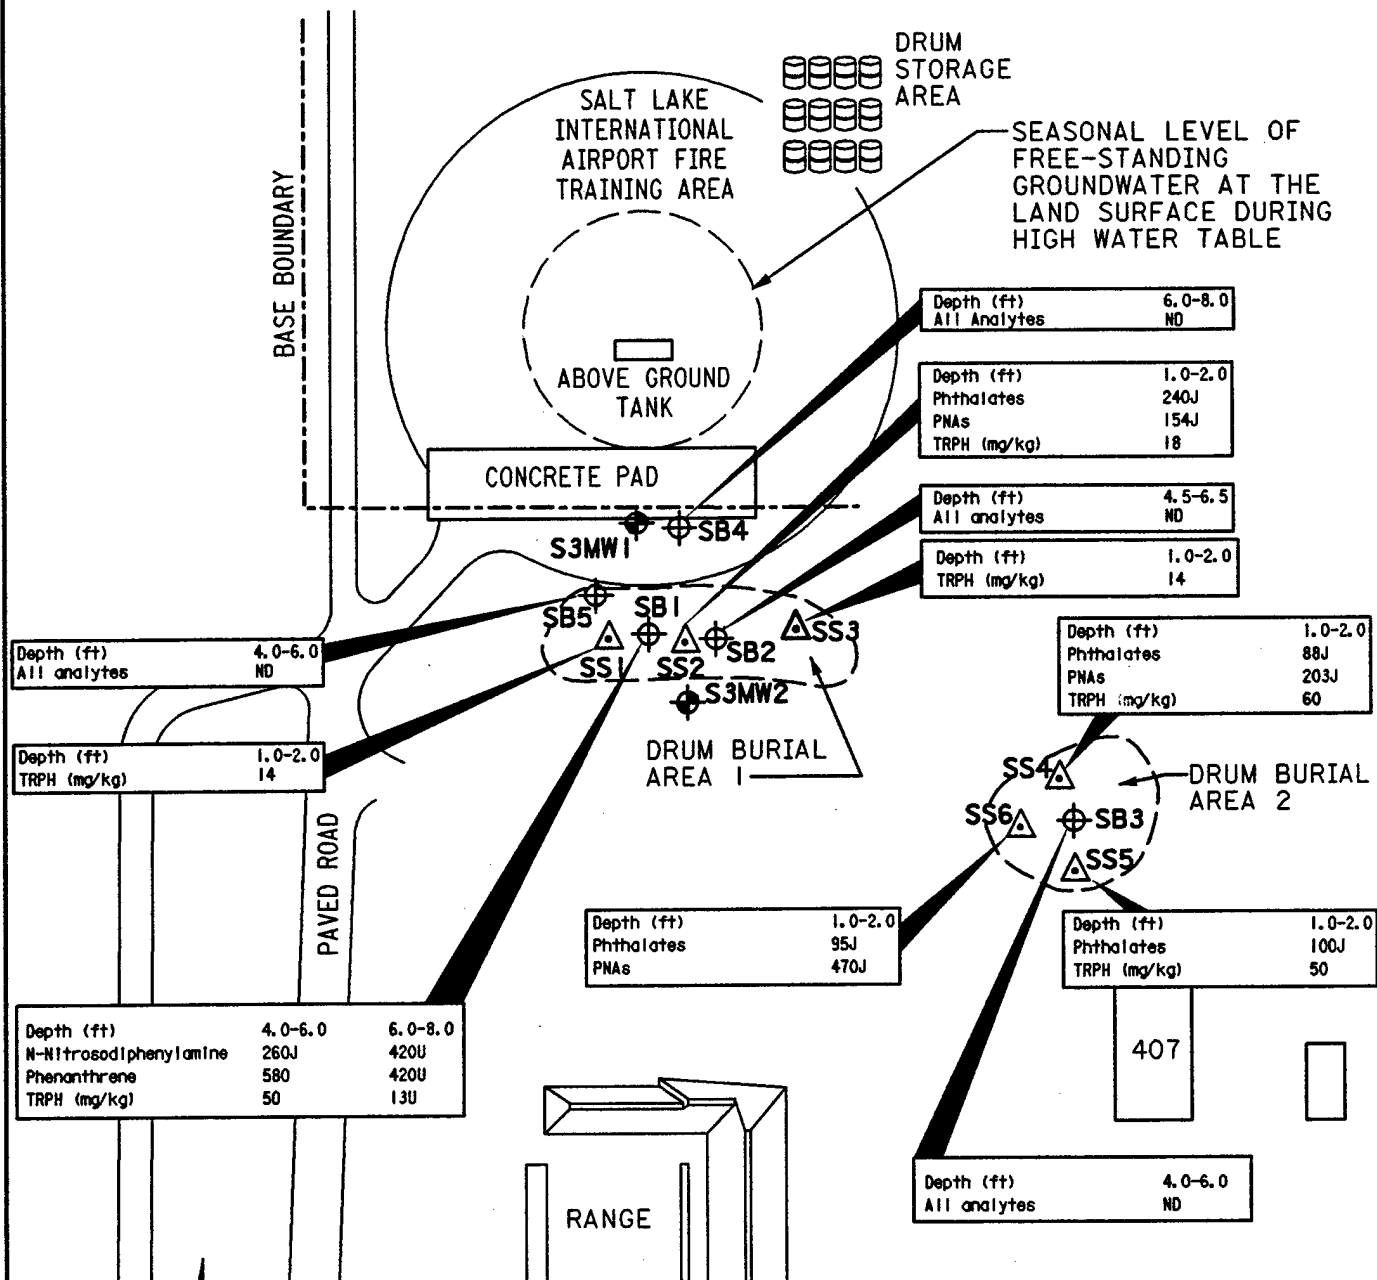 DRUM
STORAGE
AREA
SALT LAKE
INTERNATIONAL
AIRPORT FIRE
TRAINING AREA
SEASONAL LEVEL OF
FREE-STANDING
GROUNDWATER AT THE
LAND SURFACE DURING
HIGH WATER TABLE
BASE BOUNDARY
ABOVE GROUND
TANK
CONCRETE PAD
Depth (ft) 6.0-8.0
All Analytes ND
Depth (ft) 1.0-2.0
Phthalates 240J
PNAs 154J
TRPH (mg/kg) 18
Depth (ft) 4.5-6.5
All analytes ND
Depth (ft) 1.0-2.0
TRPH (mg/kg) 14
S3MW1
SB4
SB5
SB1
SS1
SS2
SB2
SS3
S3MW2
Depth (ft) 4.0-6.0
All analytes ND
Depth (ft) 1.0-2.0
TRPH (mg/kg) 14
DRUM BURIAL
AREA 1
Depth (ft) 1.0-2.0
Phthalates 88J
PNAs 203J
TRPH (mg/kg) 60
SS4
SS6
SB3
SS5
DRUM BURIAL
AREA 2
PAVED ROAD
Depth (ft) 1.0-2.0
Phthalates 95J
PNAs 470J
Depth (ft) 1.0-2.0
Phthalates 100J
TRPH (mg/kg) 50
Depth (ft) 4.0-6.0 6.0-8.0
N-Nitrosodiphenylamine 260J 420U
Phenanthrene 580 420U
TRPH (mg/kg) 50 13U
407
RANGE
Depth (ft) 4.0-6.0
All analytes ND